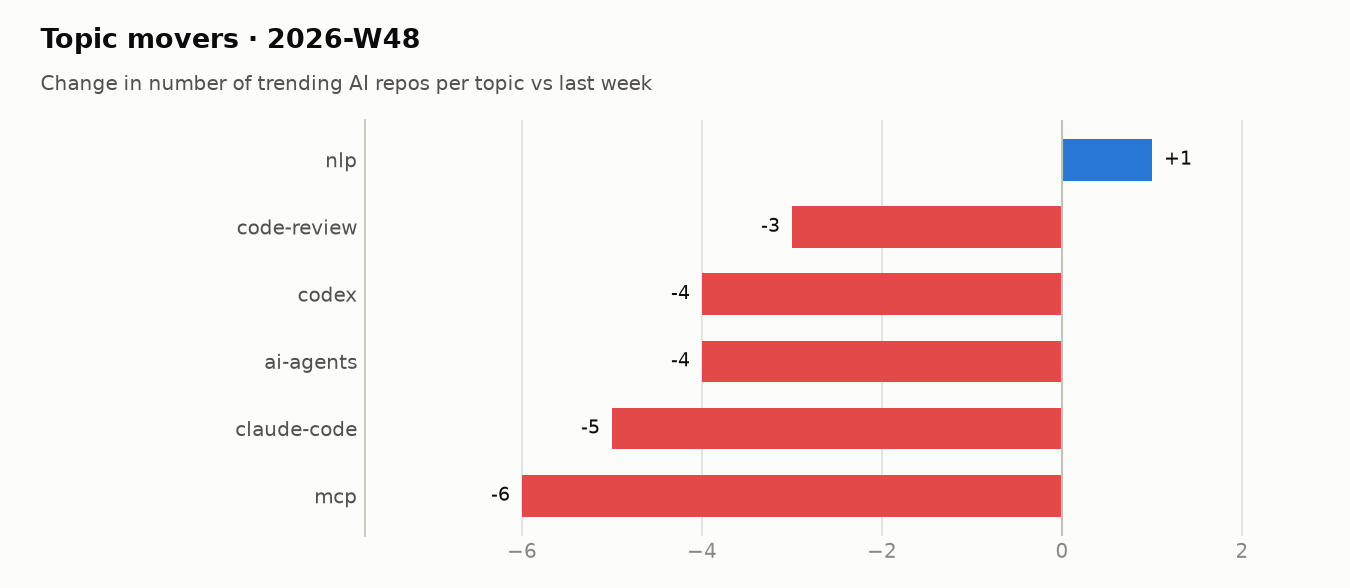 Topic movers · 2026-W48
Change in number of trending AI repos per topic vs last week
nlp +1
code-review -3
codex -4
ai-agents -4
claude-code -5
mcp -6
−6 −4 −2 0 2